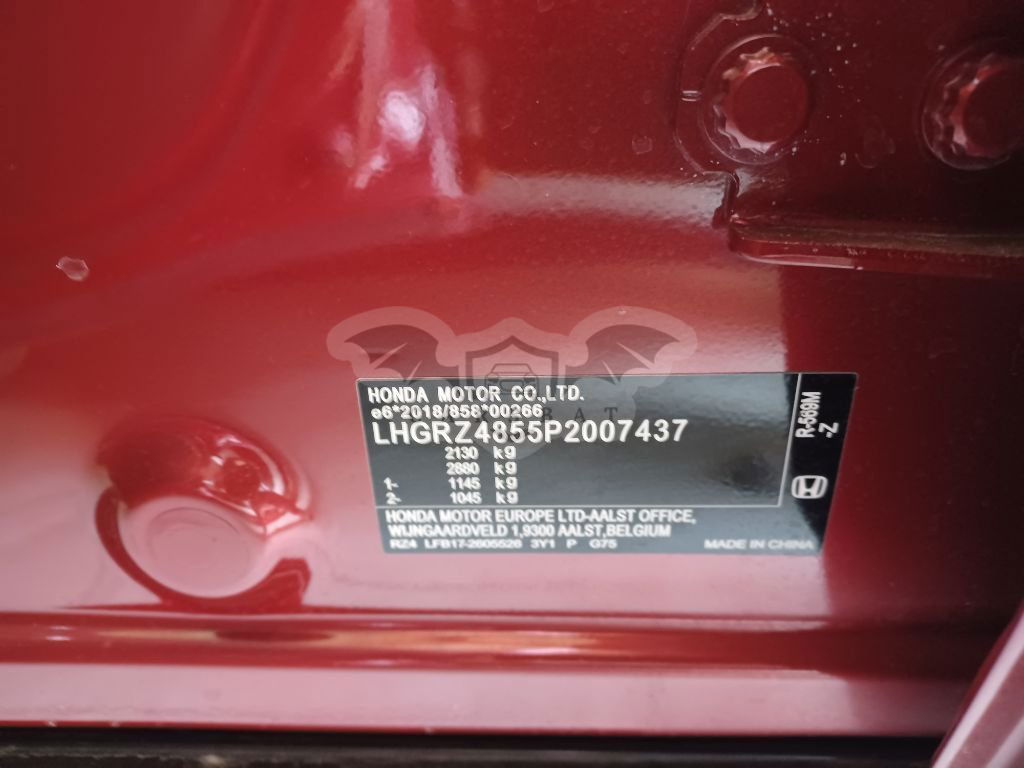 HONDA MOTOR CO.,LTD.
e6*2018/858*00266
LHGRZ4855P2007437
2130 kg
2880 kg
1- 1145 kg
2- 1045 kg
R-569M
-Z
HONDA MOTOR EUROPE LTD-AALST OFFICE,
WIJNGAARDVELD 1,9300 AALST,BELGIUM
RZ4 LFB17-2605526 3Y1 P G75 MADE IN CHINA